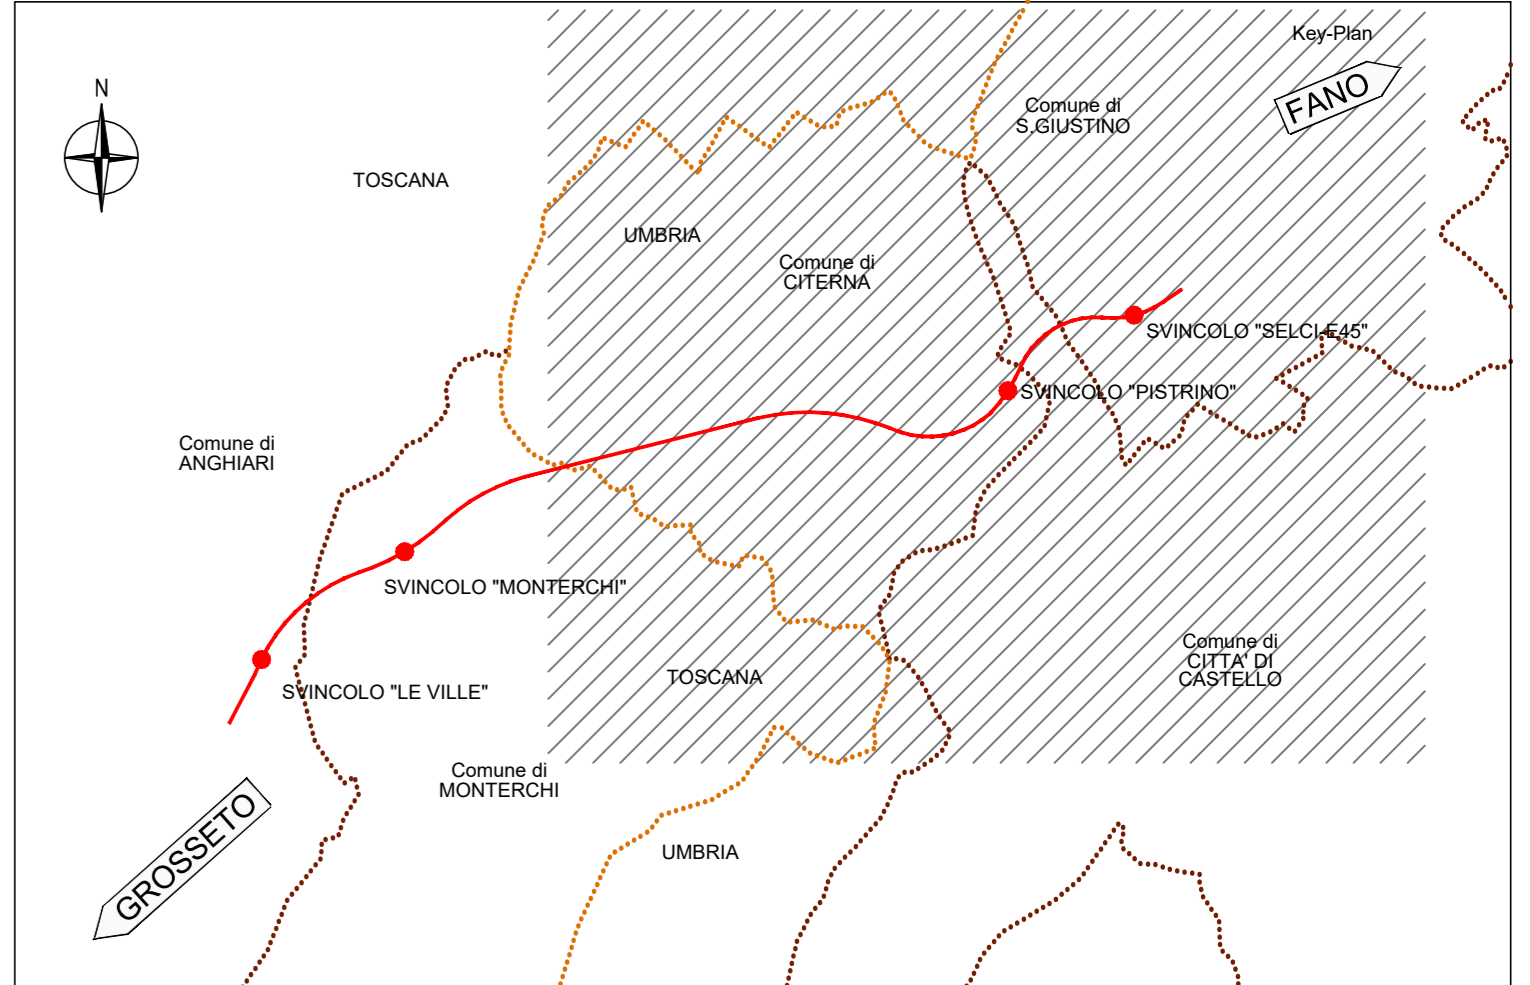 Key-Plan
N
FANO
Comune di
S.GIUSTINO
TOSCANA
UMBRIA
Comune di
CITERNA
SVINCOLO "SELCI-E45"
SVINCOLO "PISTRINO"
Comune di
ANGHIARI
SVINCOLO "MONTERCHI"
Comune di
CITTA' DI
CASTELLO
TOSCANA
SVINCOLO "LE VILLE"
Comune di
MONTERCHI
GROSSETO
UMBRIA